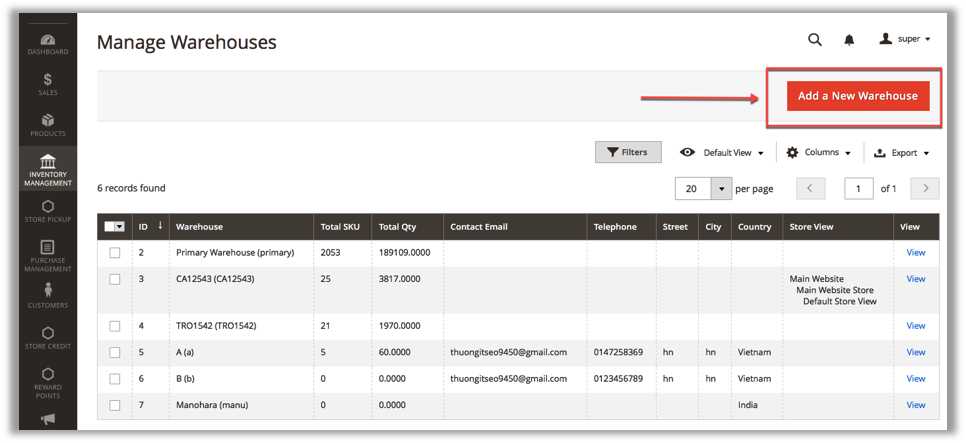 Manage Warehouses
super
Add a New Warehouse
DASHBOARD
$
SALES
PRODUCTS
INVENTORY
MANAGEMENT
STORE PICKUP
PURCHASE
MANAGEMENT
CUSTOMERS
STORE CREDIT
REWARD
POINTS
Filters
Default View
Columns
Export
6 records found
20 per page
1 of 1
ID ↓ Warehouse Total SKU Total Qty Contact Email Telephone Street City Country Store View View
2 Primary Warehouse (primary) 2053 189109.0000 View
3 CA12543 (CA12543) 25 3817.0000 Main Website View
Main Website Store
Default Store View
4 TRO1542 (TRO1542) 21 1970.0000 View
5 A (a) 5 60.0000 thuongitseo9450@gmail.com 0147258369 hn hn Vietnam View
6 B (b) 0 0.0000 thuongitseo9450@gmail.com 0123456789 hn hn Vietnam View
7 Manohara (manu) 0 0.0000 India View